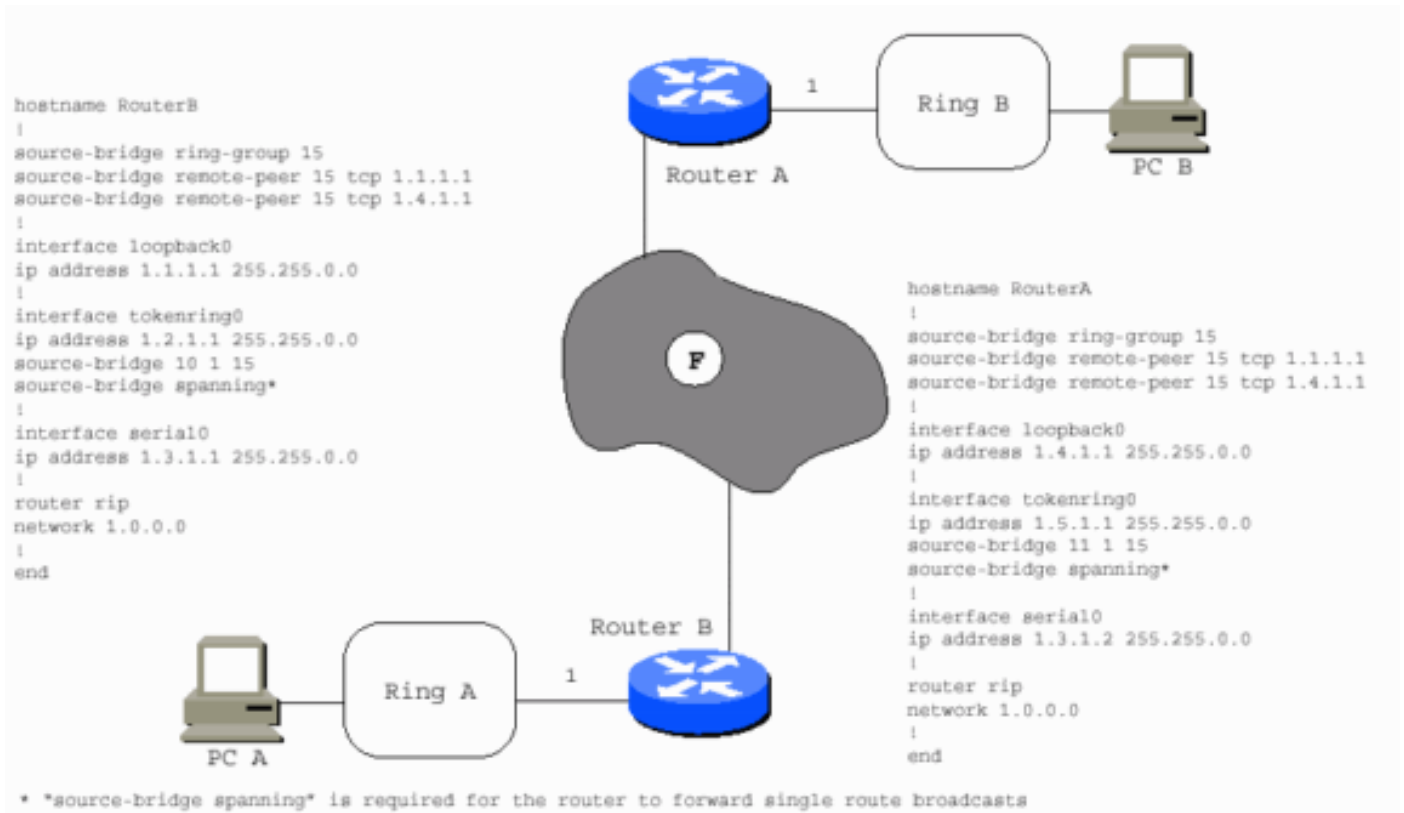 hostname RouterB
!
source-bridge ring-group 15
source-bridge remote-peer 15 tcp 1.1.1.1
source-bridge remote-peer 15 tcp 1.4.1.1
!
interface loopback0
ip address 1.1.1.1 255.255.0.0
!
interface tokenring0
ip address 1.2.1.1 255.255.0.0
source-bridge 10 1 15
source-bridge spanning*
!
interface serial0
ip address 1.3.1.1 255.255.0.0
!
router rip
network 1.0.0.0
!
end
Router A
1
Ring B
PC B
F
hostname RouterA
!
source-bridge ring-group 15
source-bridge remote-peer 15 tcp 1.1.1.1
source-bridge remote-peer 15 tcp 1.4.1.1
!
interface loopback0
ip address 1.4.1.1 255.255.0.0
!
interface tokenring0
ip address 1.5.1.1 255.255.0.0
source-bridge 11 1 15
source-bridge spanning*
!
interface serial0
ip address 1.3.1.2 255.255.0.0
!
router rip
network 1.0.0.0
!
end
Router B
1
Ring A
PC A
* "source-bridge spanning" is required for the router to forward single route broadcasts